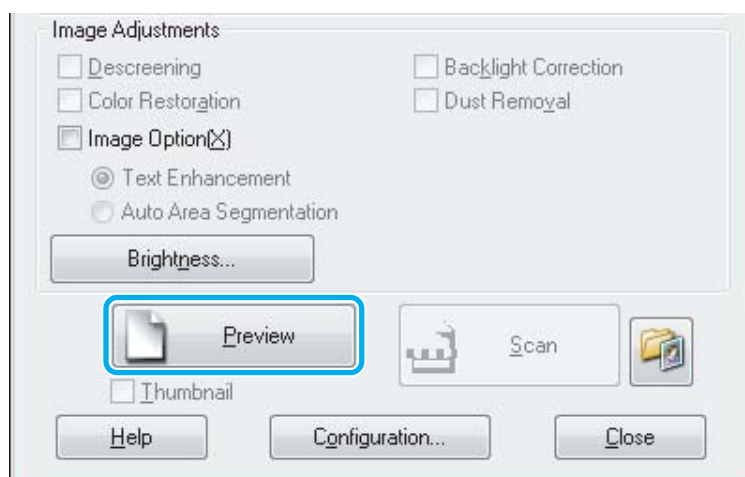 Image Adjustments
Descreening Backlight Correction
Color Restoration Dust Removal
Image Option(X)
Text Enhancement
Auto Area Segmentation
Brightness...
Preview Scan
Thumbnail
Help Configuration... Close